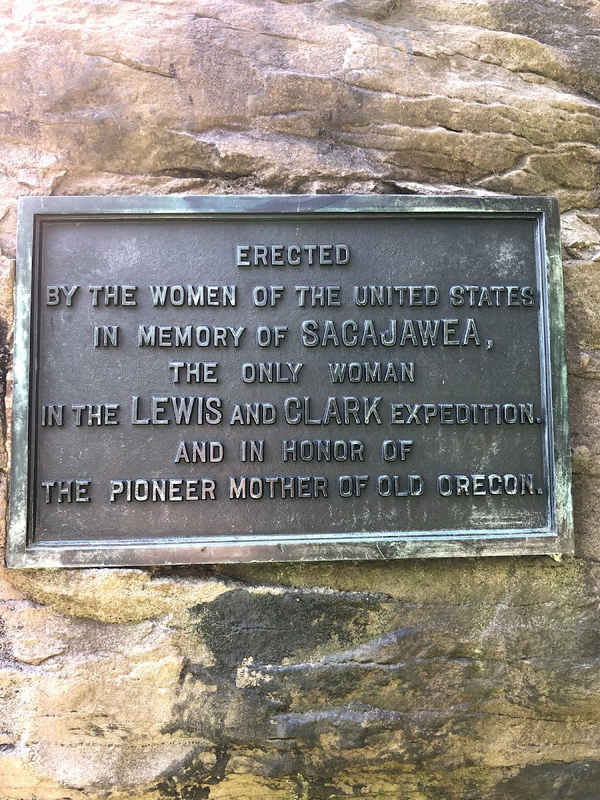 ERECTED
BY THE WOMEN OF THE UNITED STATES
IN MEMORY OF SACAJAWEA,
THE ONLY WOMAN
IN THE LEWIS AND CLARK EXPEDITION.
AND IN HONOR OF
THE PIONEER MOTHER OF OLD OREGON.